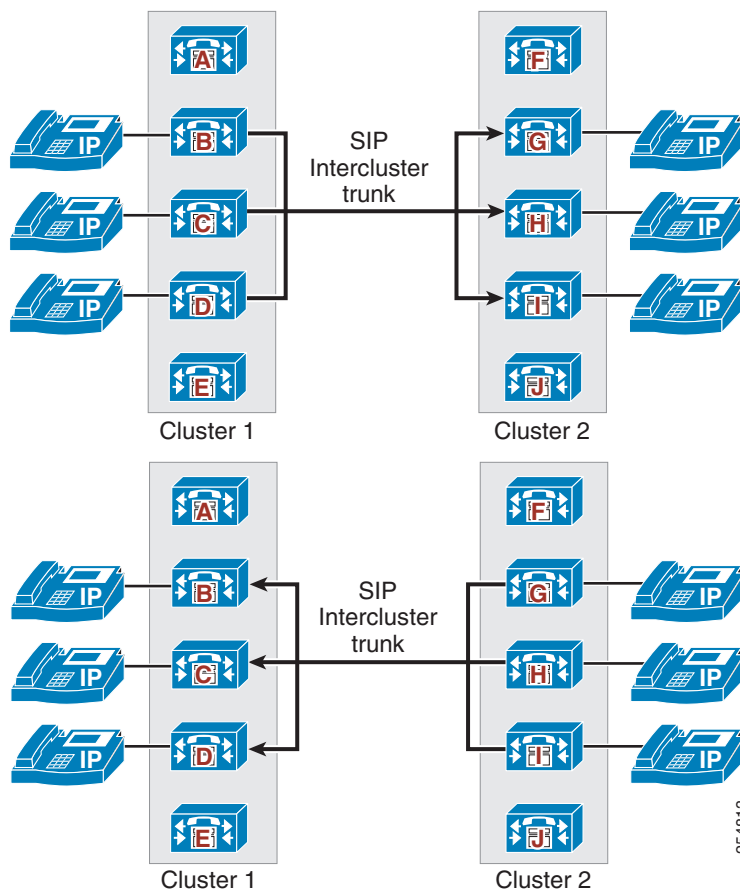 A F
IP B SIP Intercluster trunk G IP
IP C H IP
IP D I IP
E J
Cluster 1 Cluster 2
A F
IP B SIP Intercluster trunk G IP
IP C H IP
IP D I IP
E J
Cluster 1 Cluster 2